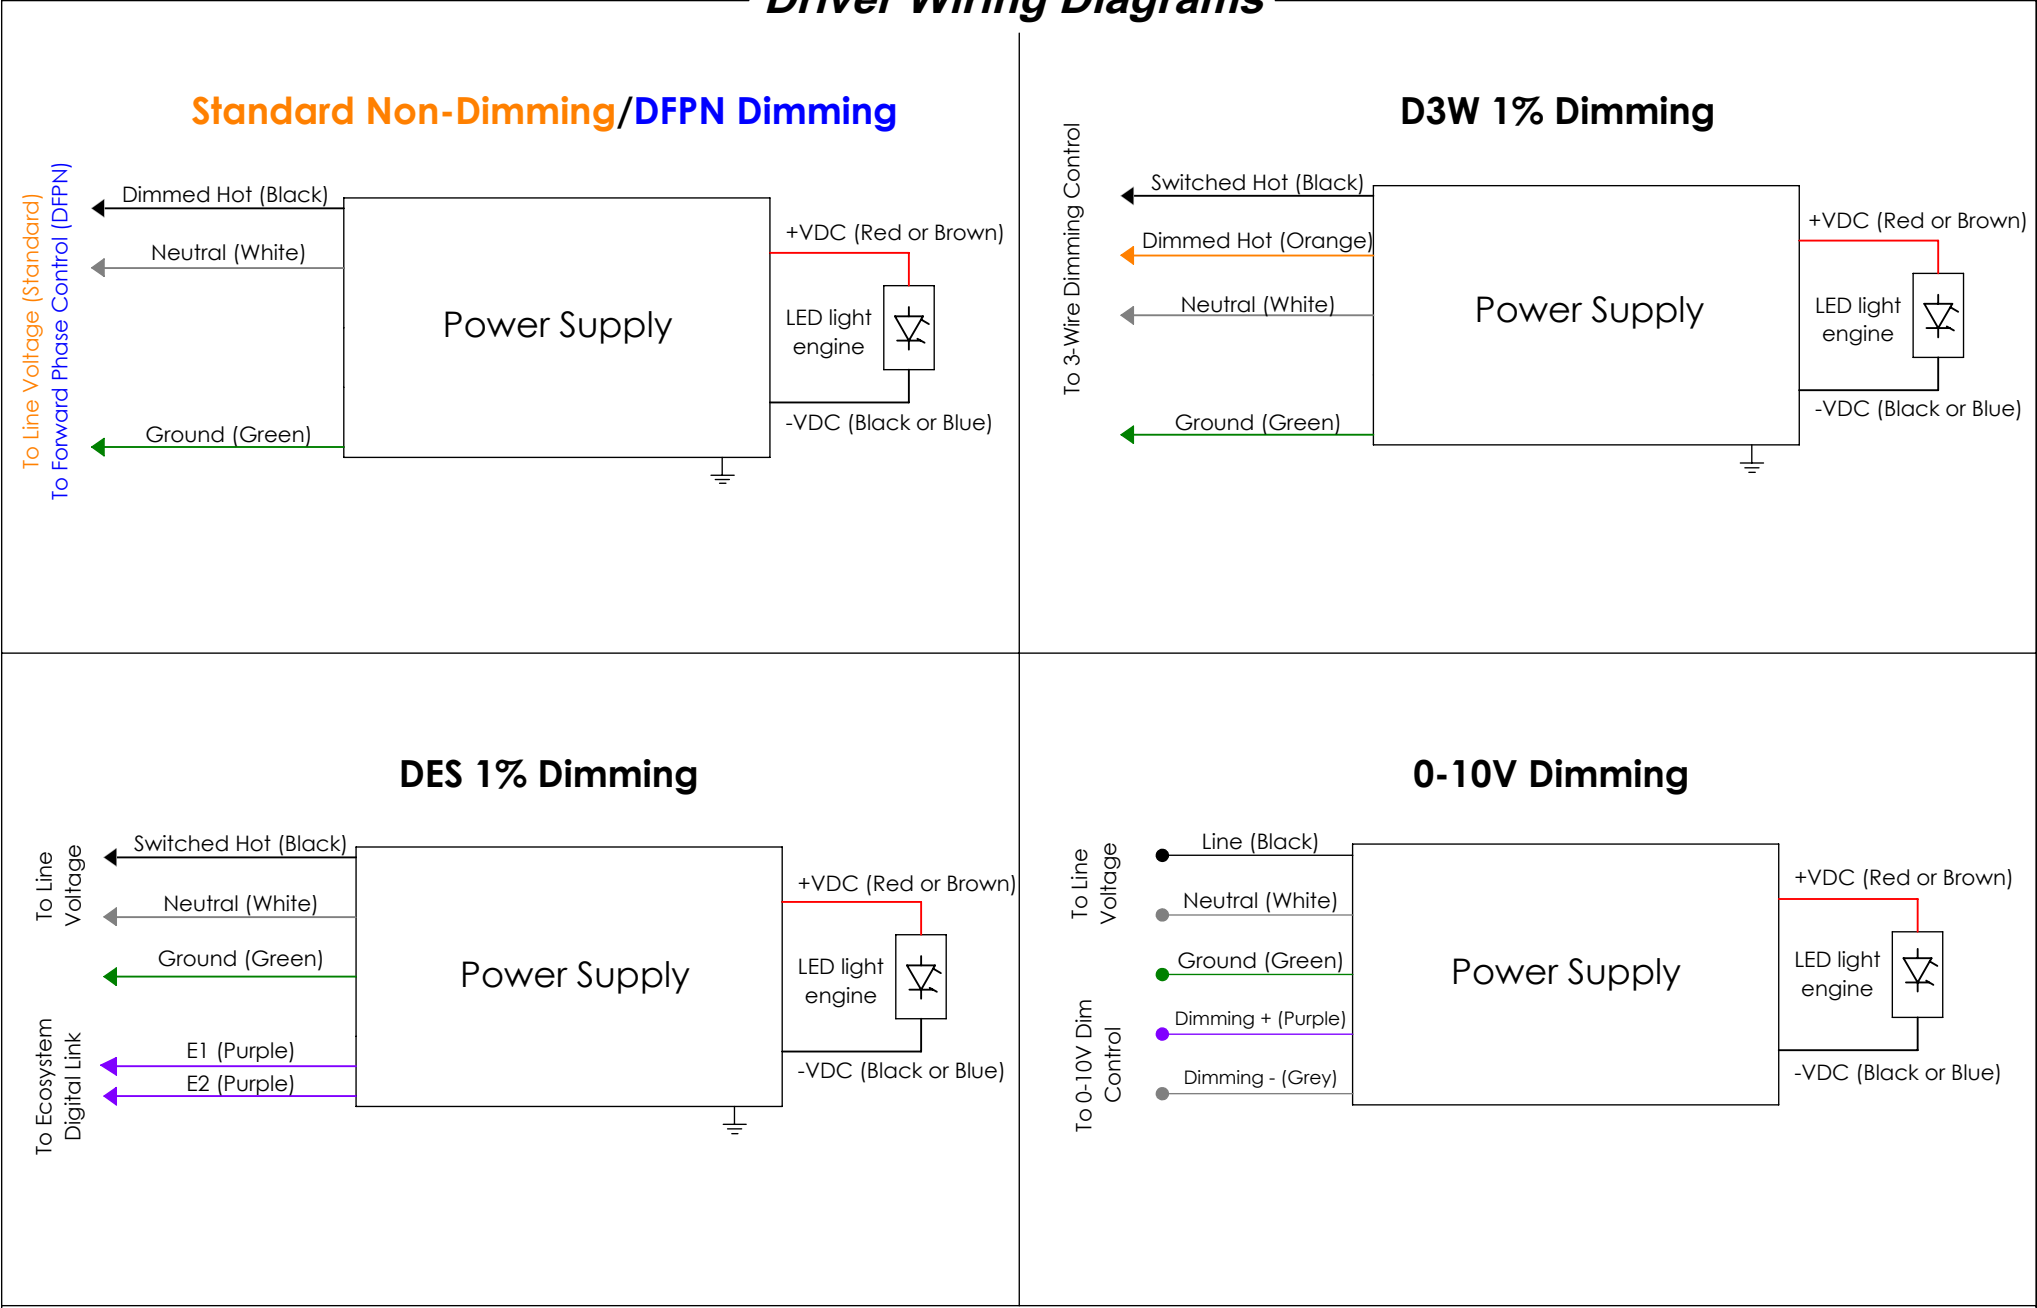 Driver Wiring Diagrams
Standard Non-Dimming/DFPN Dimming
To Line Voltage (Standard)
To Forward Phase Control (DFPN)
Dimmed Hot (Black)
Neutral (White)
Ground (Green)
Power Supply
+VDC (Red or Brown)
LED light
engine
-VDC (Black or Blue)
D3W 1% Dimming
To 3-Wire Dimming Control
Switched Hot (Black)
Dimmed Hot (Orange)
Neutral (White)
Ground (Green)
Power Supply
+VDC (Red or Brown)
LED light
engine
-VDC (Black or Blue)
DES 1% Dimming
To Line
Voltage
Switched Hot (Black)
Neutral (White)
Ground (Green)
To Ecosystem
Digital Link
E1 (Purple)
E2 (Purple)
Power Supply
+VDC (Red or Brown)
LED light
engine
-VDC (Black or Blue)
0-10V Dimming
To Line
Voltage
Line (Black)
Neutral (White)
Ground (Green)
To 0-10V Dim
Control
Dimming + (Purple)
Dimming - (Grey)
Power Supply
+VDC (Red or Brown)
LED light
engine
-VDC (Black or Blue)